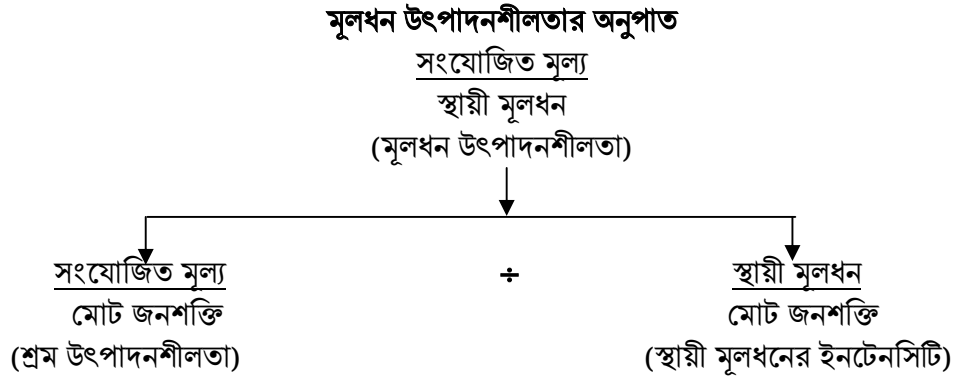 মূলধন উৎপাদনশীলতার অনুপাত
সংযোজিত মূল্য
স্থায়ী মূলধন
(মূলধন উৎপাদনশীলতা)
সংযোজিত মূল্য ÷ স্থায়ী মূলধন
মোট জনশক্তি মোট জনশক্তি
(শ্রম উৎপাদনশীলতা) (স্থায়ী মূলধনের ইনটেনসিটি)